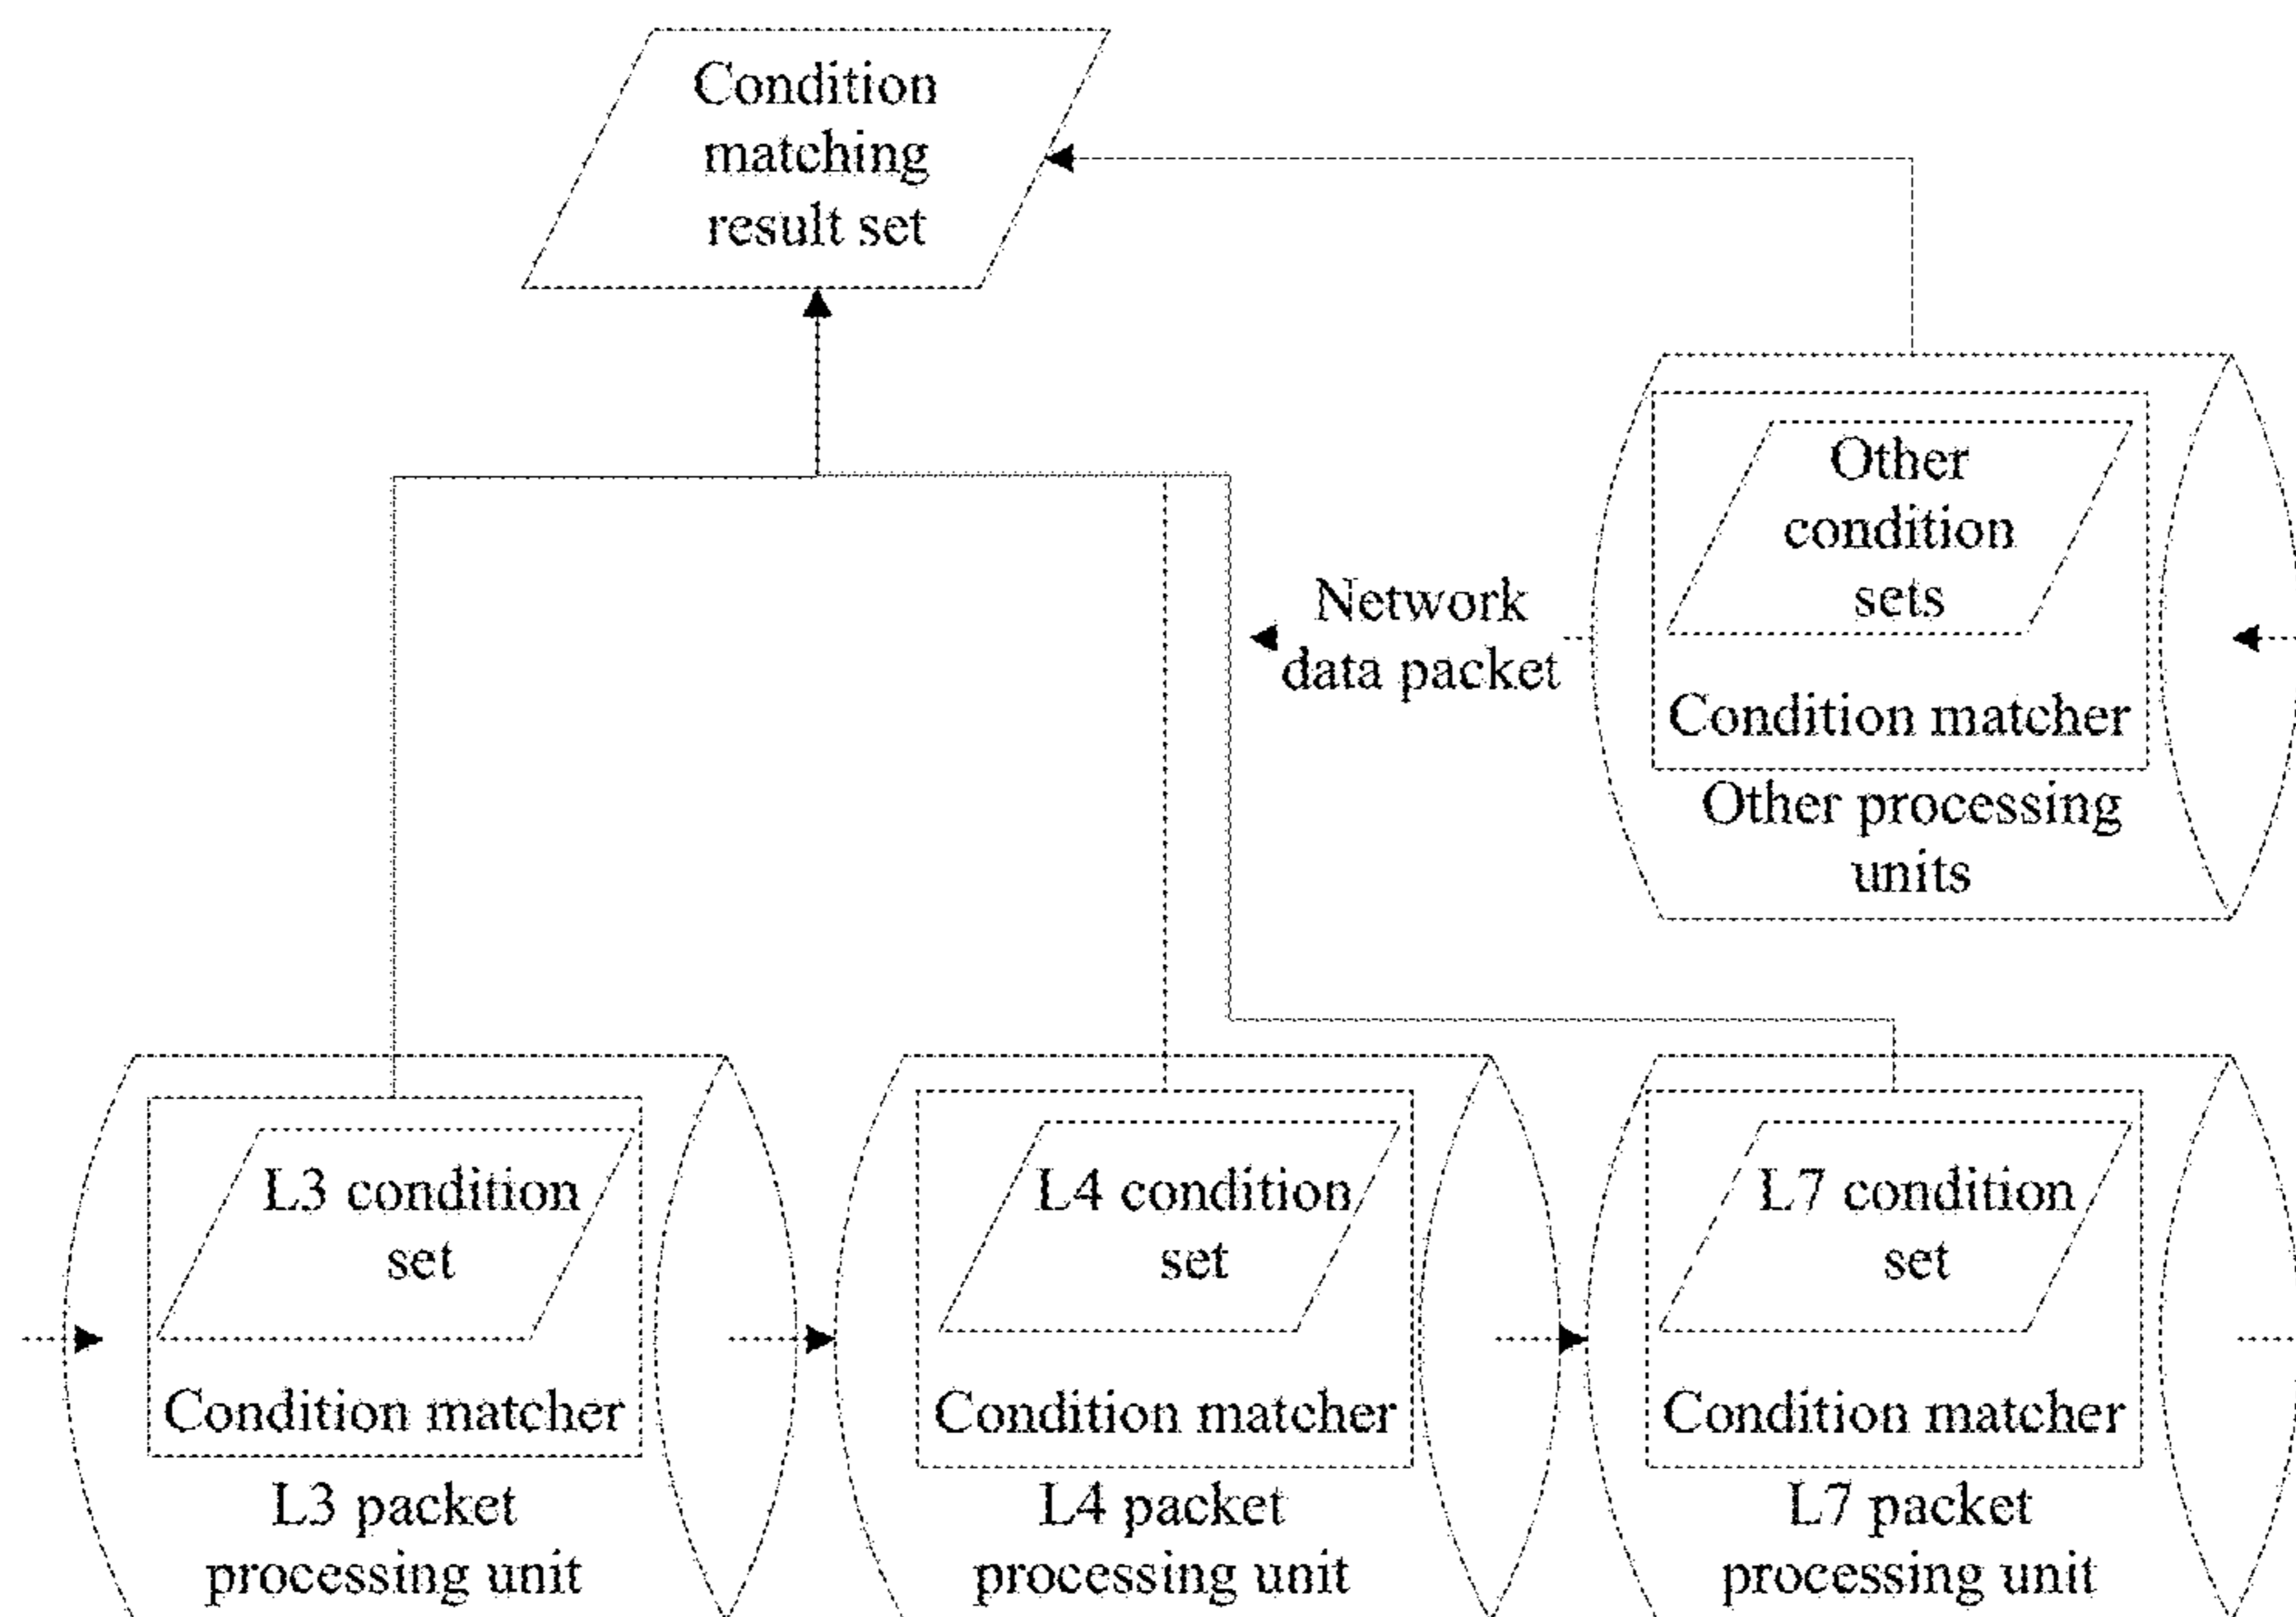 Condition
matching
result set
Other
condition
sets
Network
data packet
Condition matcher
Other processing
units
L3 condition
set
Condition matcher
L3 packet
processing unit
L4 condition
set
Condition matcher
L4 packet
processing unit
L7 condition
set
Condition matcher
L7 packet
processing unit